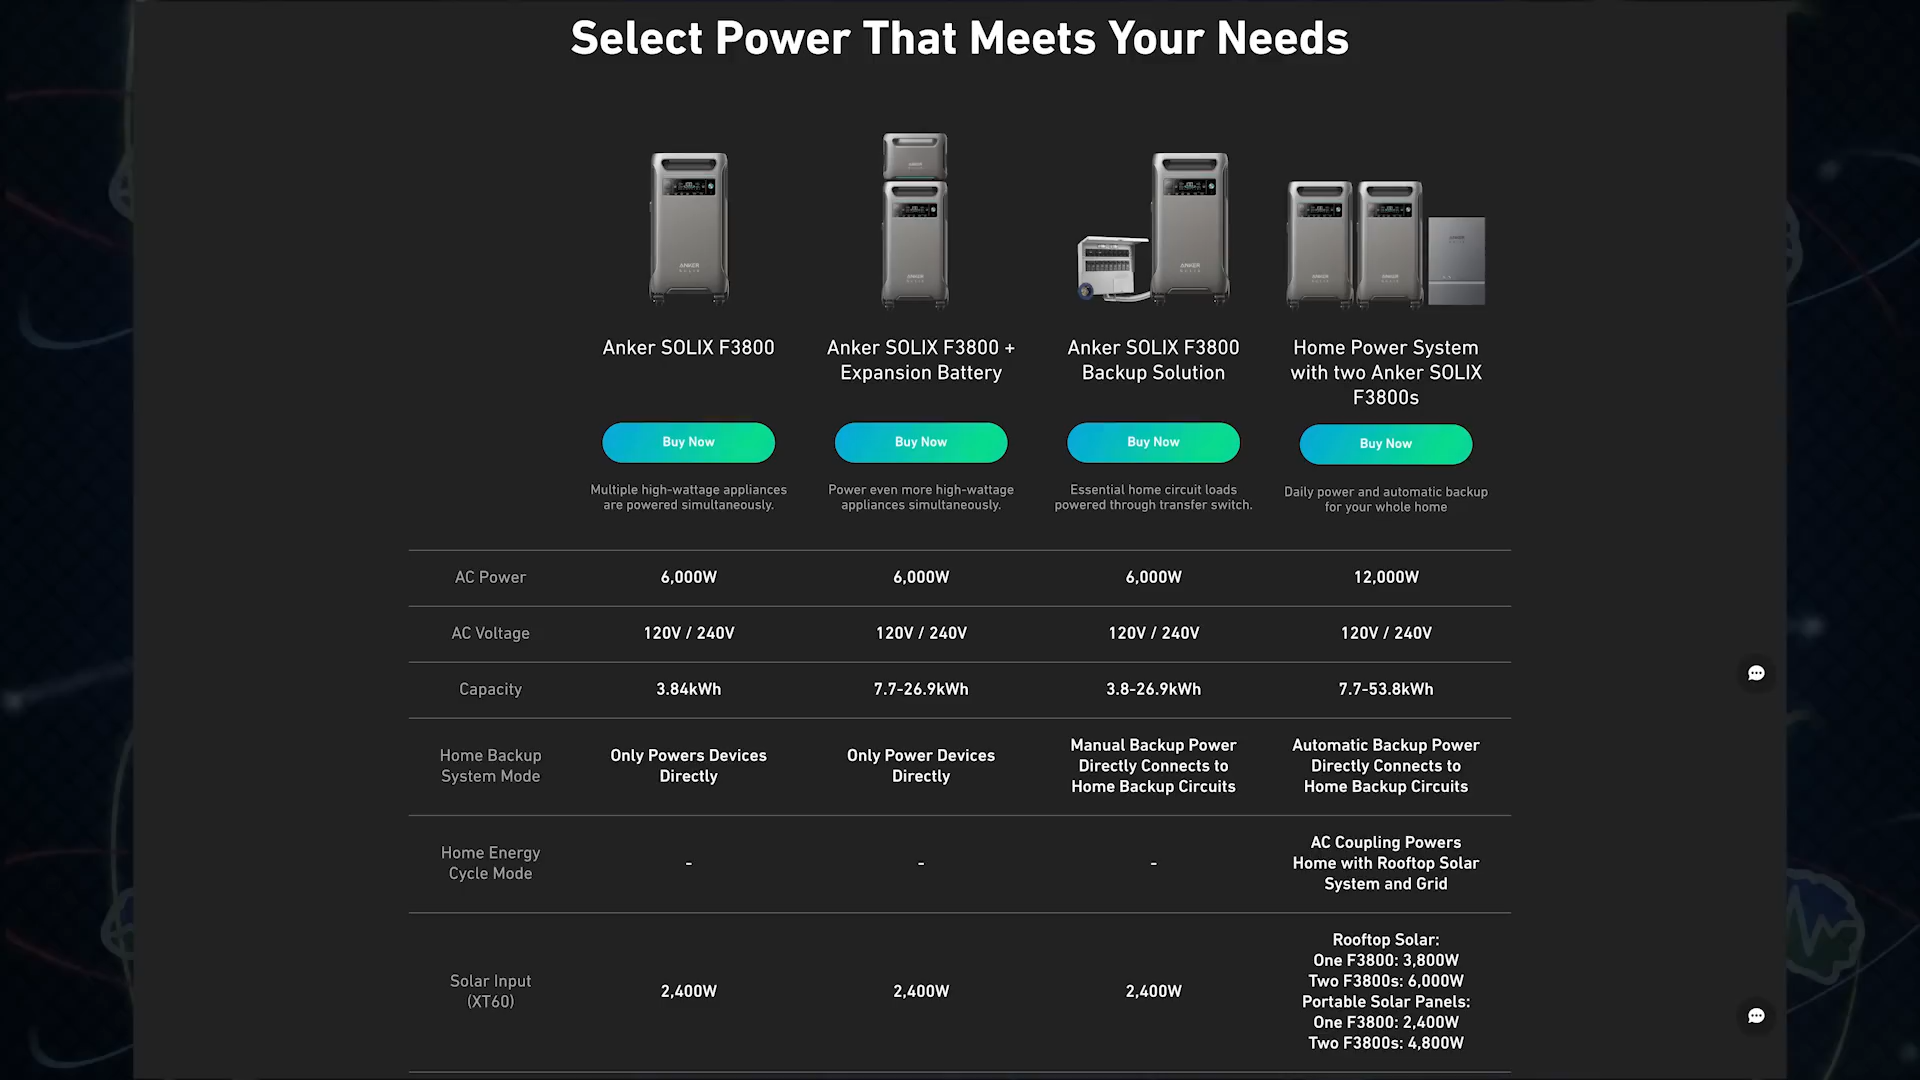 Select Power That Meets Your Needs
ANKER
ANKER
ANKER
ANKER
ANKER
ANKER
Anker SOLIX F3800
Anker SOLIX F3800 +
Expansion Battery
Anker SOLIX F3800
Backup Solution
Home Power System
with two Anker SOLIX
F3800s
Buy Now
Buy Now
Buy Now
Buy Now
Multiple high-wattage appliances
are powered simultaneously.
Power even more high-wattage
appliances simultaneously.
Essential home circuit loads
powered through transfer switch.
Daily power and automatic backup
for your whole home
AC Power
6,000W
6,000W
6,000W
12,000W
AC Voltage
120V / 240V
120V / 240V
120V / 240V
120V / 240V
Capacity
3.84kWh
7.7-26.9kWh
3.8-26.9kWh
7.7-53.8kWh
Home Backup
System Mode
Only Powers Devices
Directly
Only Power Devices
Directly
Manual Backup Power
Directly Connects to
Home Backup Circuits
Automatic Backup Power
Directly Connects to
Home Backup Circuits
Home Energy
Cycle Mode
-
-
-
AC Coupling Powers
Home with Rooftop Solar
System and Grid
Solar Input
(XT60)
2,400W
2,400W
2,400W
Rooftop Solar:
One F3800: 3,800W
Two F3800s: 6,000W
Portable Solar Panels:
One F3800: 2,400W
Two F3800s: 4,800W